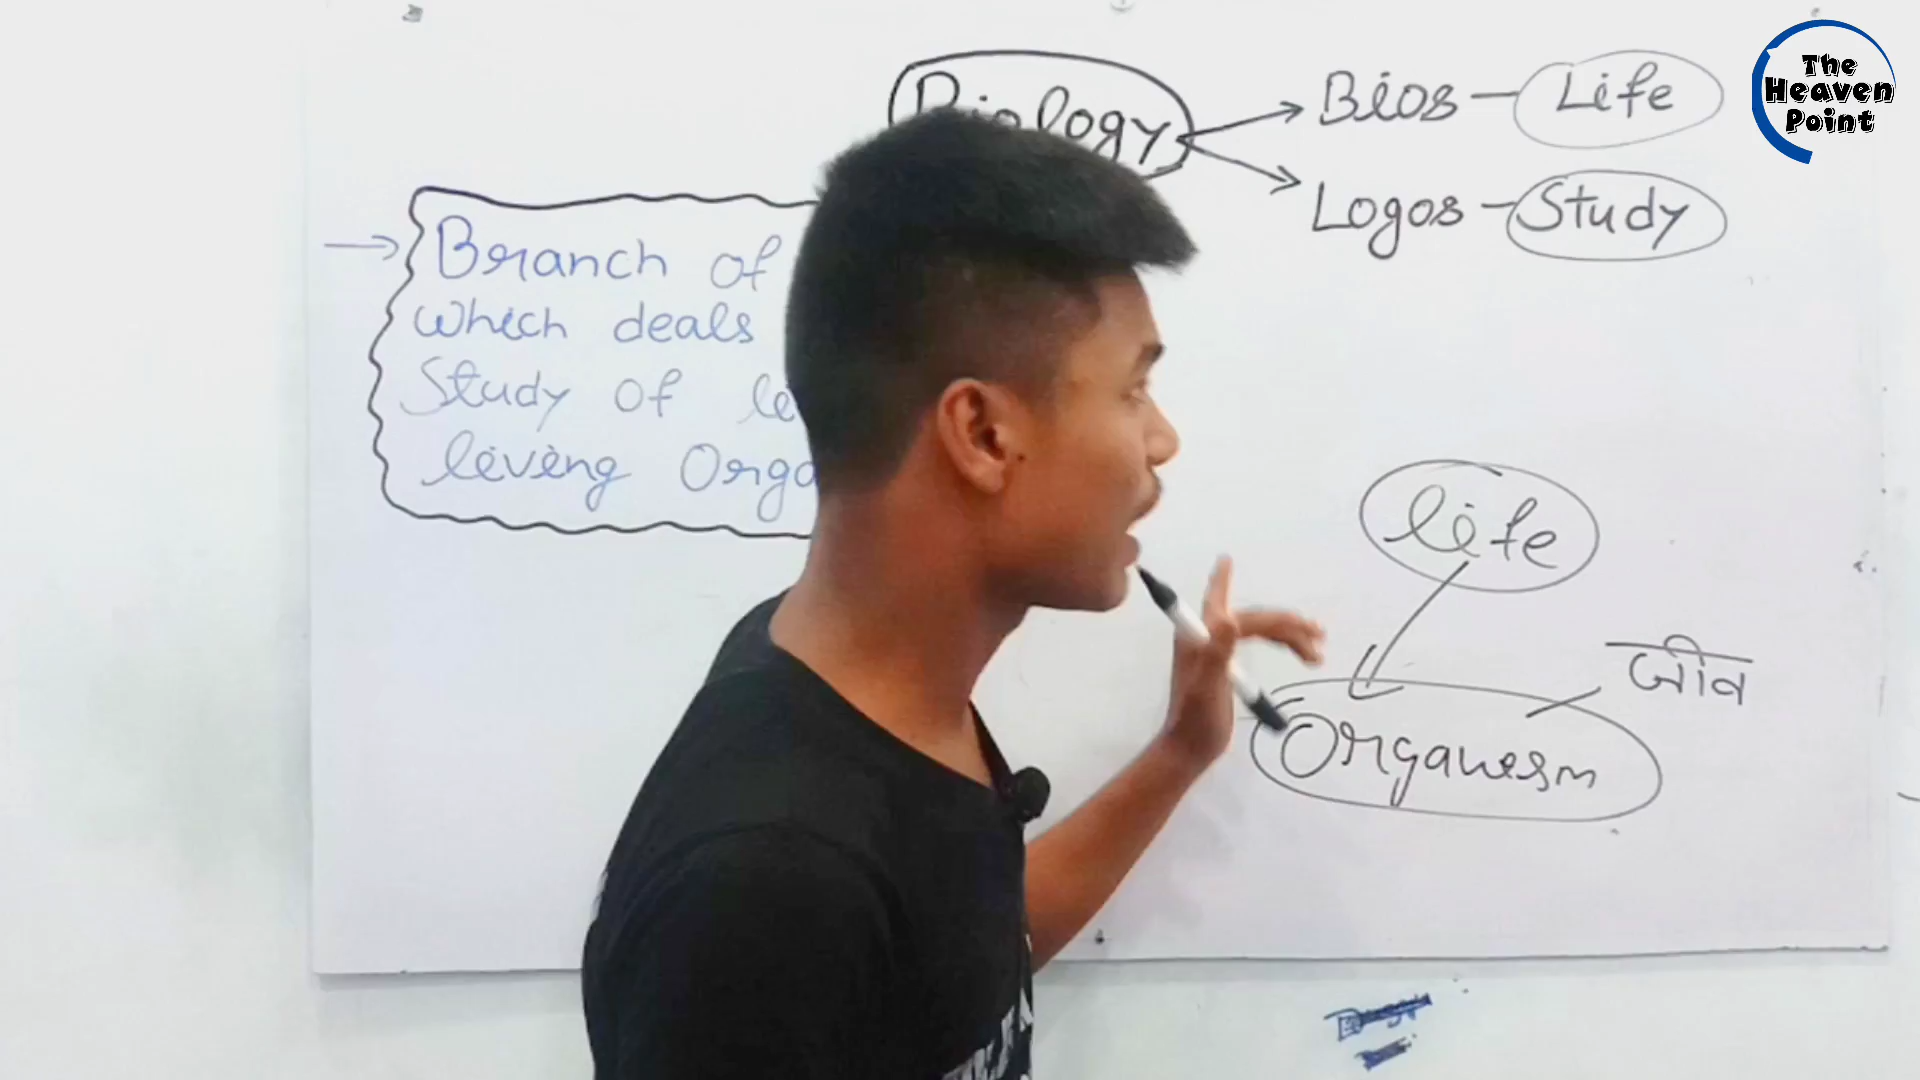 Biology
Bios - Life
Logos - Study
→ Branch of
which deals
Study of
living Orga
life
जीव
Organism
The
Heaven
Point